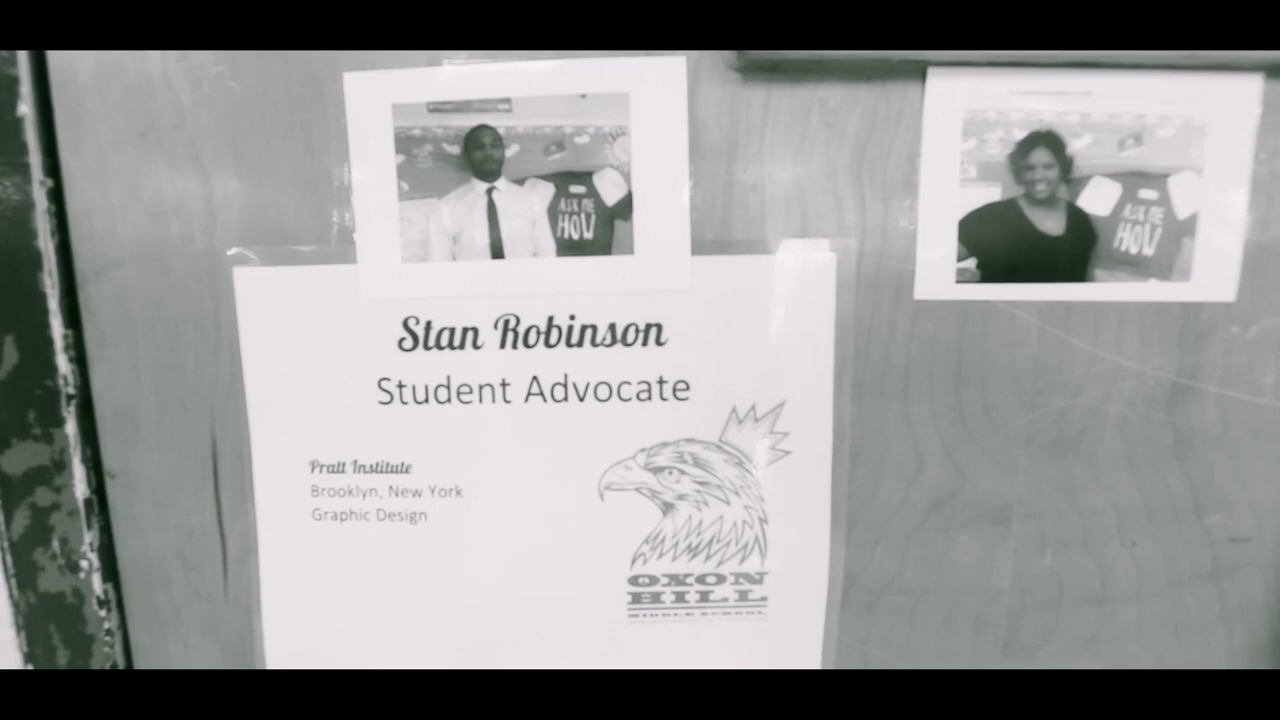 ASK ME
HOW
ASK ME
HOW
Stan Robinson
Student Advocate
Pratt Institute
Brooklyn, New York
Graphic Design
OXON
HILL
MIDDLE SCHOOL